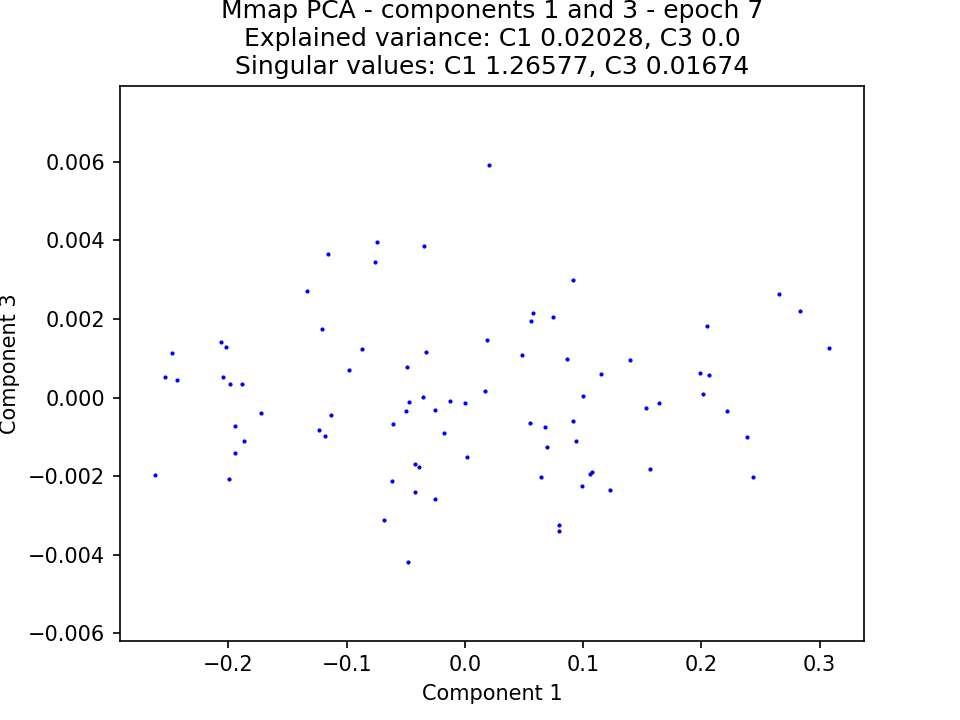 Mmap PCA - components 1 and 3 - epoch 7
Explained variance: C1 0.02028, C3 0.0
Singular values: C1 1.26577, C3 0.01674
0.006
0.004
0.002
0.000
−0.002
−0.004
−0.006
Component 3
−0.2
−0.1
0.0
0.1
0.2
0.3
Component 1